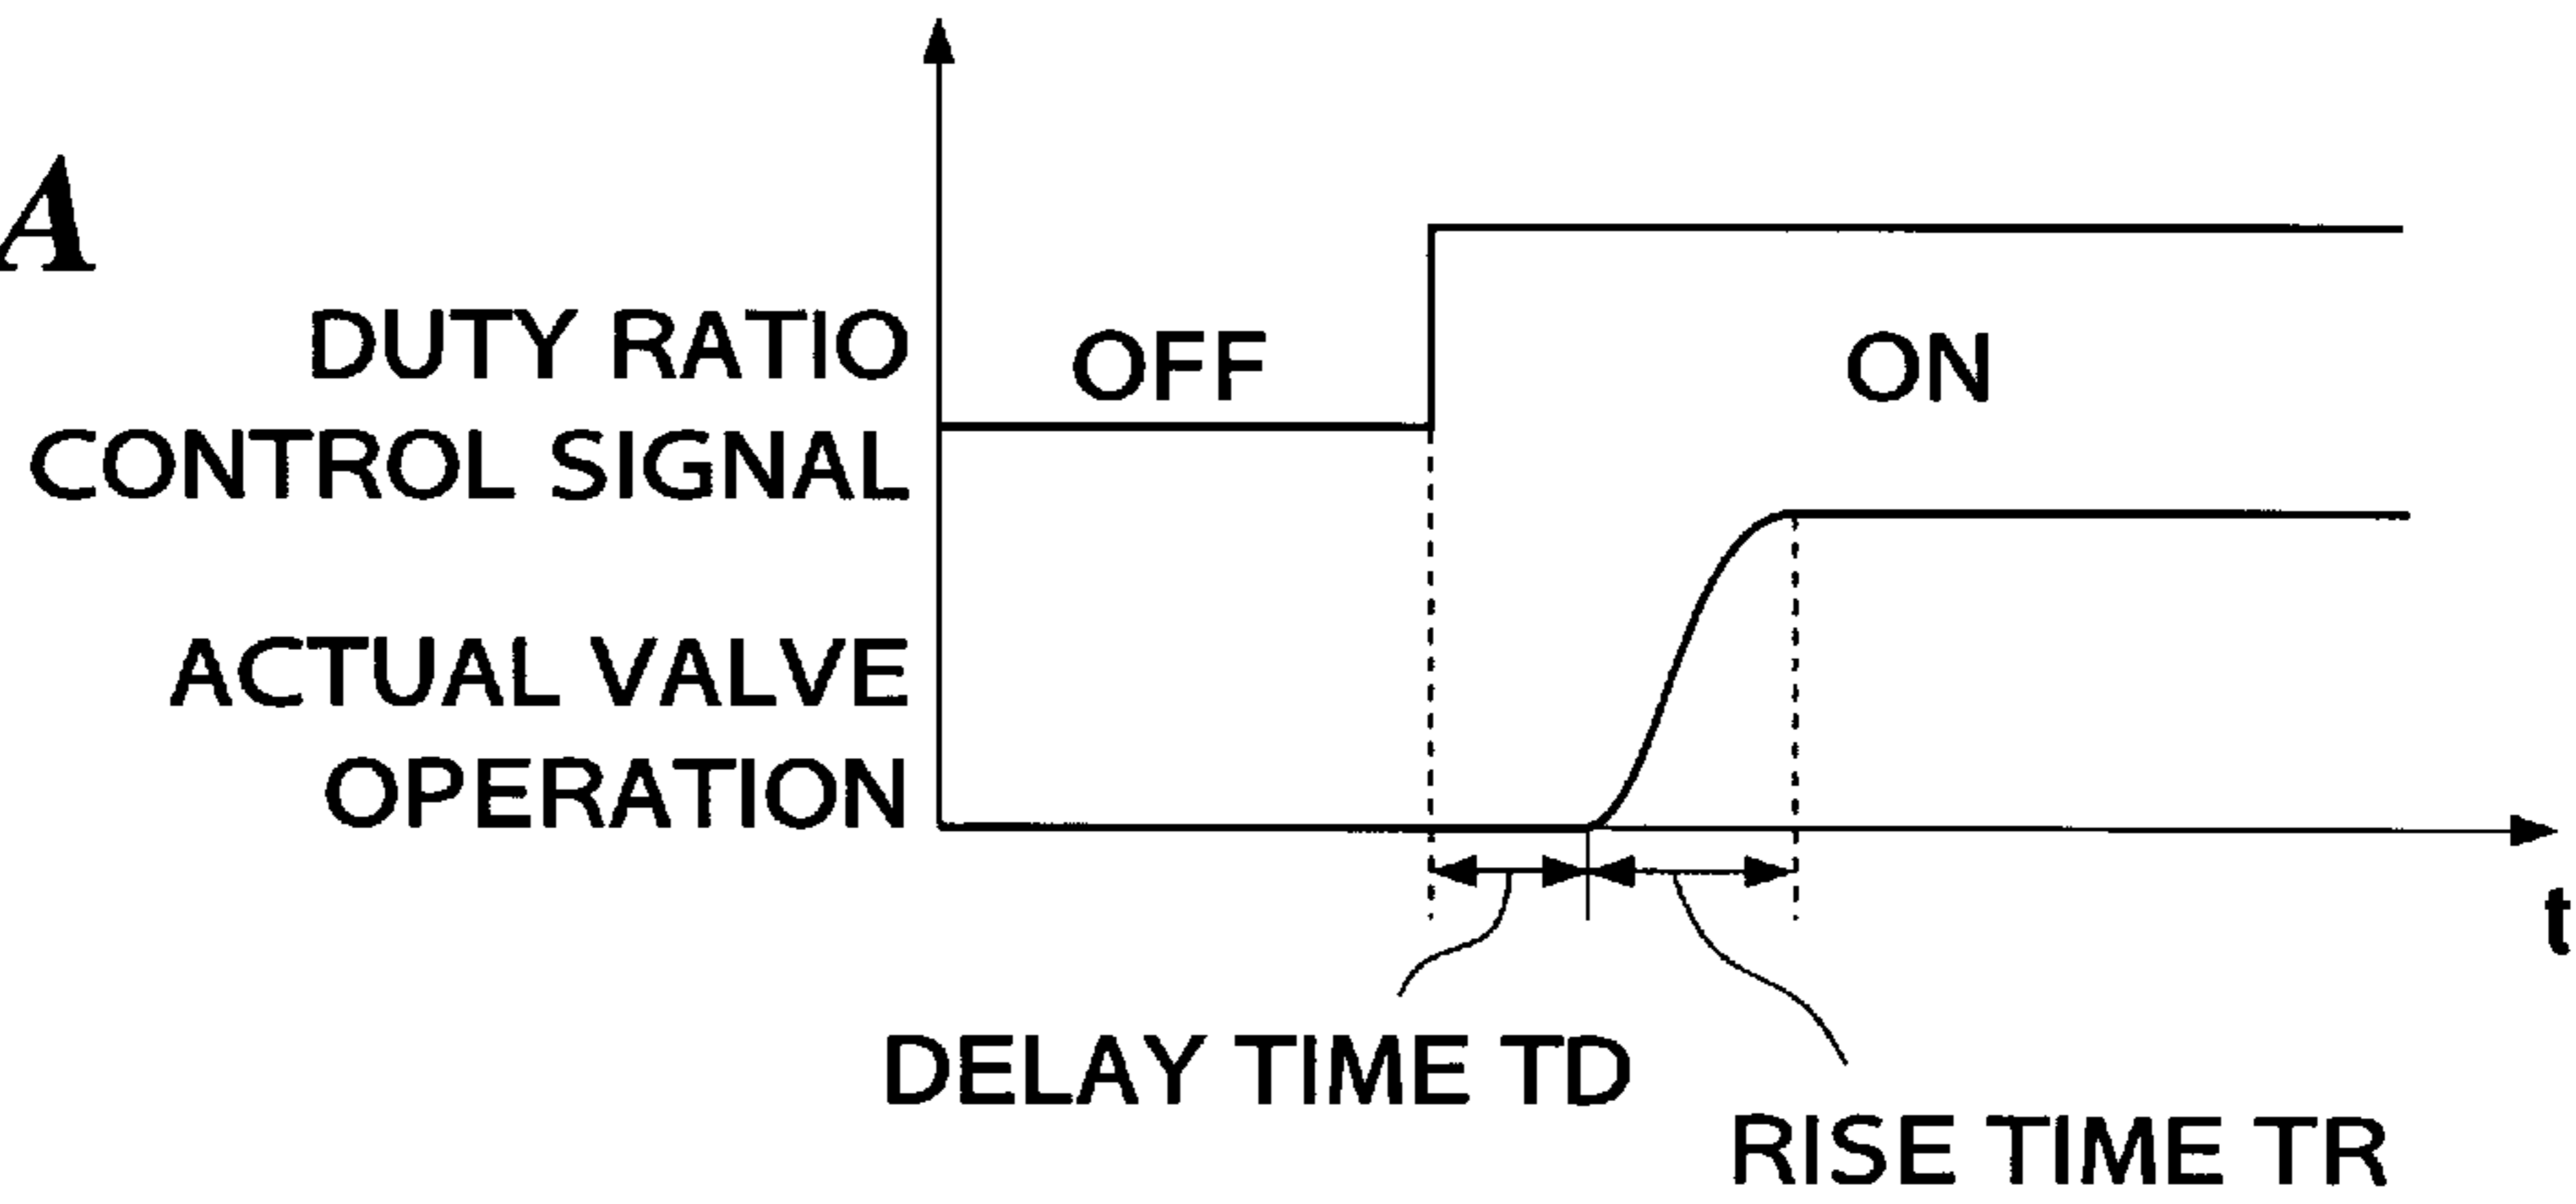 A
DUTY RATIO
CONTROL SIGNAL
OFF
ON
ACTUAL VALVE
OPERATION
t
DELAY TIME TD
RISE TIME TR